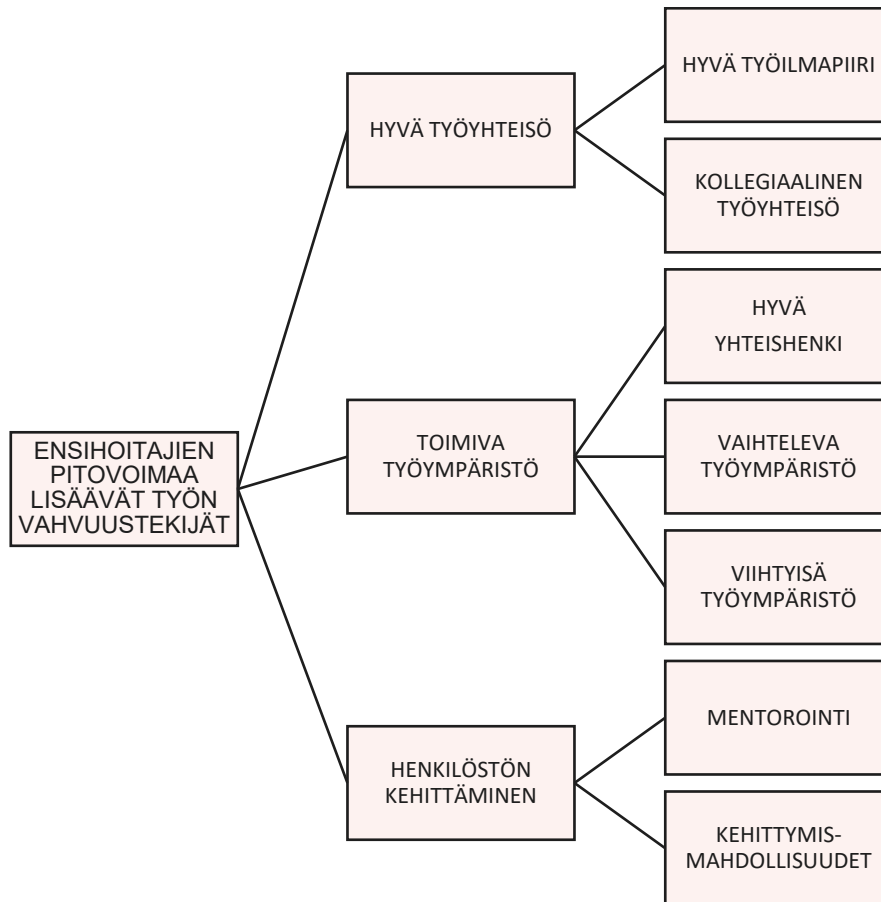 ENSIHOITAJIEN
PITOVOIMAA
LISÄÄVÄT TYÖN
VAHVUUSTEKIJÄT
HYVÄ TYÖYHTEISÖ
HYVÄ TYÖILMAPIIRI
KOLLEGIAALINEN
TYÖYHTEISÖ
TOIMIVA
TYÖYMPÄRISTÖ
HYVÄ
YHTEISHENKI
VAIHTELEVA
TYÖYMPÄRISTÖ
VIIHTYISÄ
TYÖYMPÄRISTÖ
HENKILÖSTÖN
KEHITTÄMINEN
MENTOROINTI
KEHITTYMIS-
MAHDOLLISUUDET